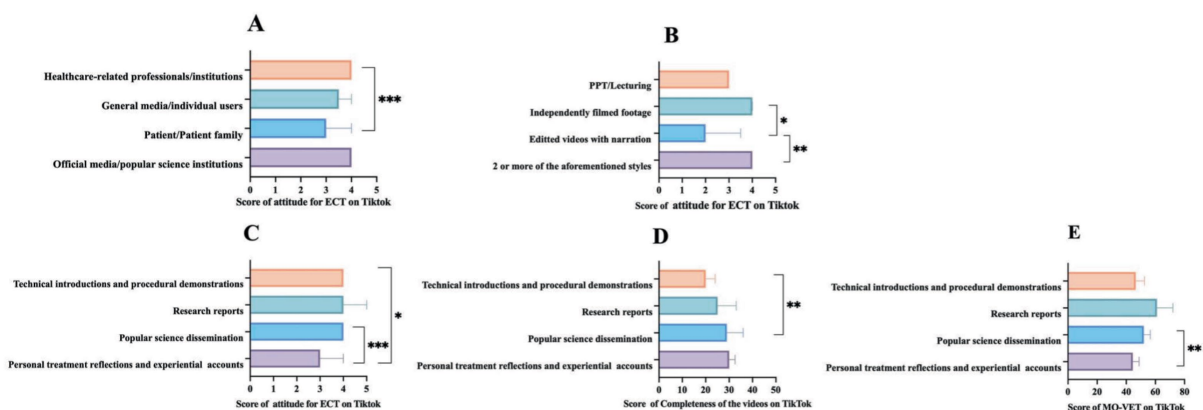 A
Healthcare-related professionals/institutions
General media/individual users
Patient/Patient family
Official media/popular science institutions
***
0 1 2 3 4 5
Score of attitude for ECT on Tiktok
B
PPT/Lecturing
Independently filmed footage
Editted videos with narration
2 or more of the aforementioned styles
*
**
0 1 2 3 4 5
Score of attitude for ECT on Tiktok
C
Technical introductions and procedural demonstrations
Research reports
Popular science dissemination
Personal treatment reflections and experiential accounts
*
***
0 1 2 3 4 5
Score of attitude for ECT on Tiktok
D
Technical introductions and procedural demonstrations
Research reports
Popular science dissemination
Personal treatment reflections and experiential accounts
**
0 10 20 30 40 50
Score of Completeness of the videos on TikTok
E
Technical introductions and procedural demonstrations
Research reports
Popular science dissemination
Personal treatment reflections and experiential accounts
**
0 20 40 60 80
Score of MQ-VET on TikTok